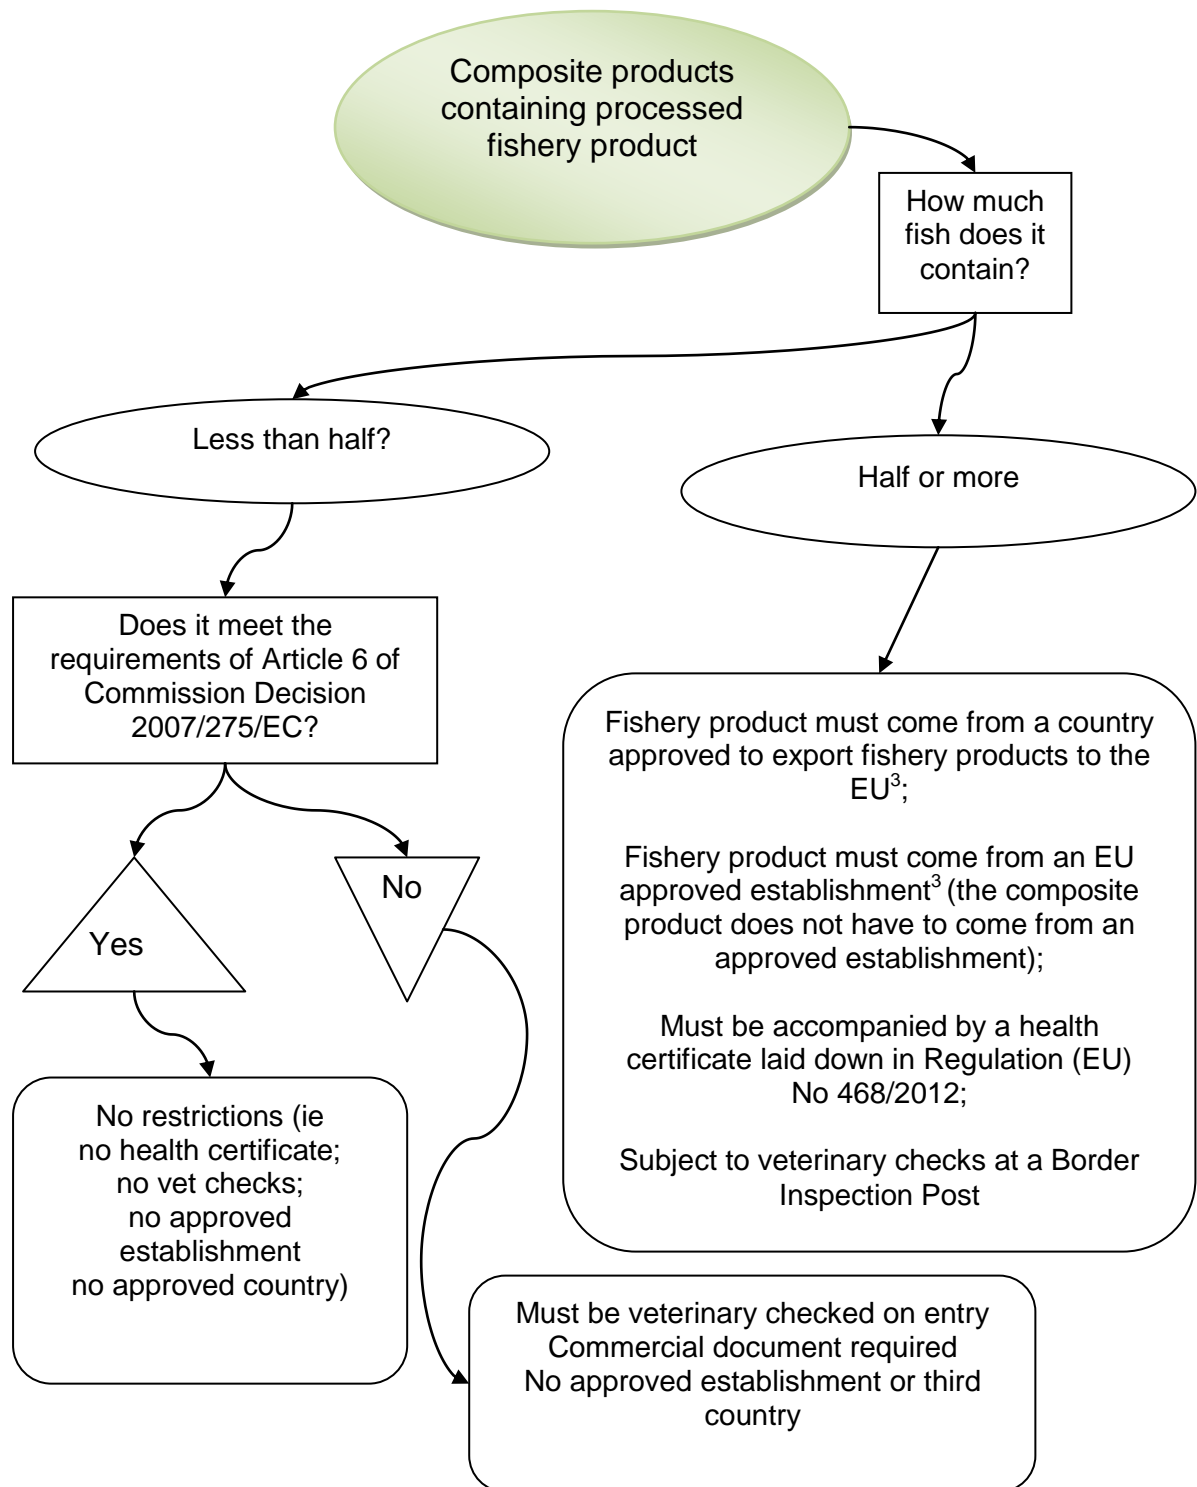 Composite products
containing processed
fishery product
How much
fish does it
contain?
Less than half?
Half or more
Does it meet the
requirements of Article 6 of
Commission Decision
2007/275/EC?
Yes
No
No restrictions (ie
no health certificate;
no vet checks;
no approved
establishment
no approved country)
Fishery product must come from a country
approved to export fishery products to the
EU³;
Fishery product must come from an EU
approved establishment³ (the composite
product does not have to come from an
approved establishment);
Must be accompanied by a health
certificate laid down in Regulation (EU)
No 468/2012;
Subject to veterinary checks at a Border
Inspection Post
Must be veterinary checked on entry
Commercial document required
No approved establishment or third
country